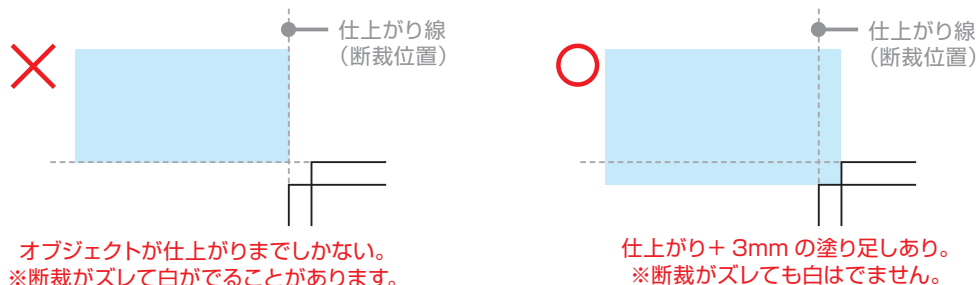 仕上がり線
（断裁位置）
オブジェクトが仕上がりまでしかない。
※断裁がズレて白がでることがあります。
仕上がり線
（断裁位置）
仕上がり＋3mm の塗り足しあり。
※断裁がズレても白はでません。